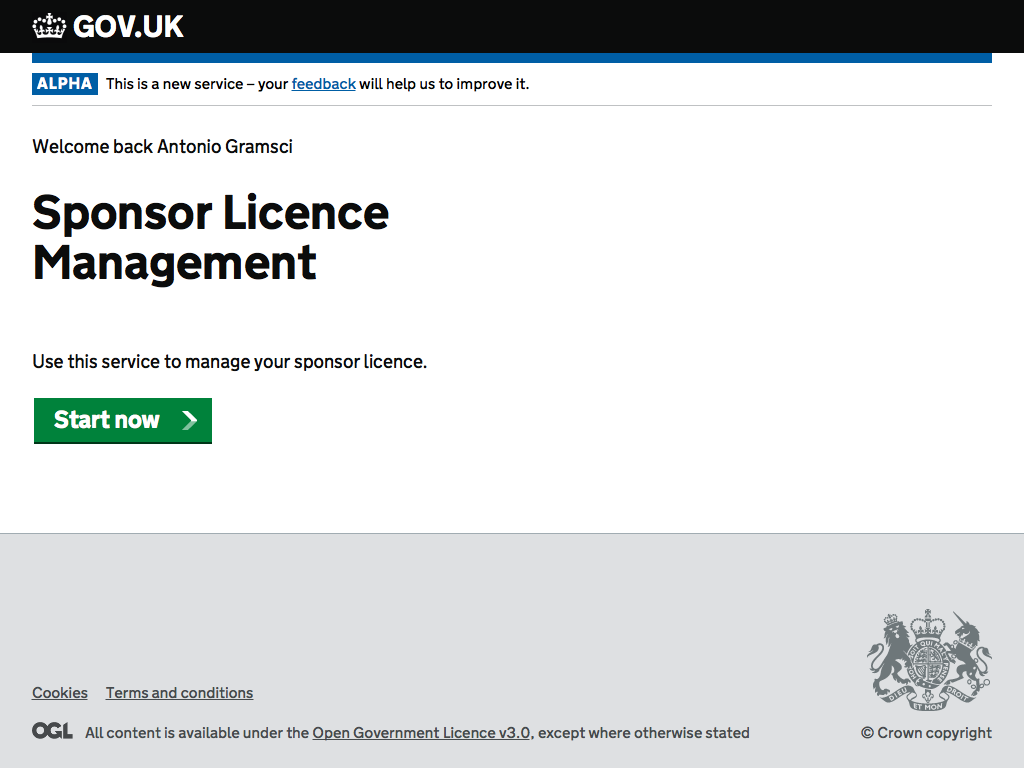 GOV.UK
ALPHA This is a new service – your feedback will help us to improve it.
Welcome back Antonio Gramsci
Sponsor Licence
Management
Use this service to manage your sponsor licence.
Start now
Cookies Terms and conditions
OGL All content is available under the Open Government Licence v3.0, except where otherwise stated
DIEU ET MON DROIT
© Crown copyright